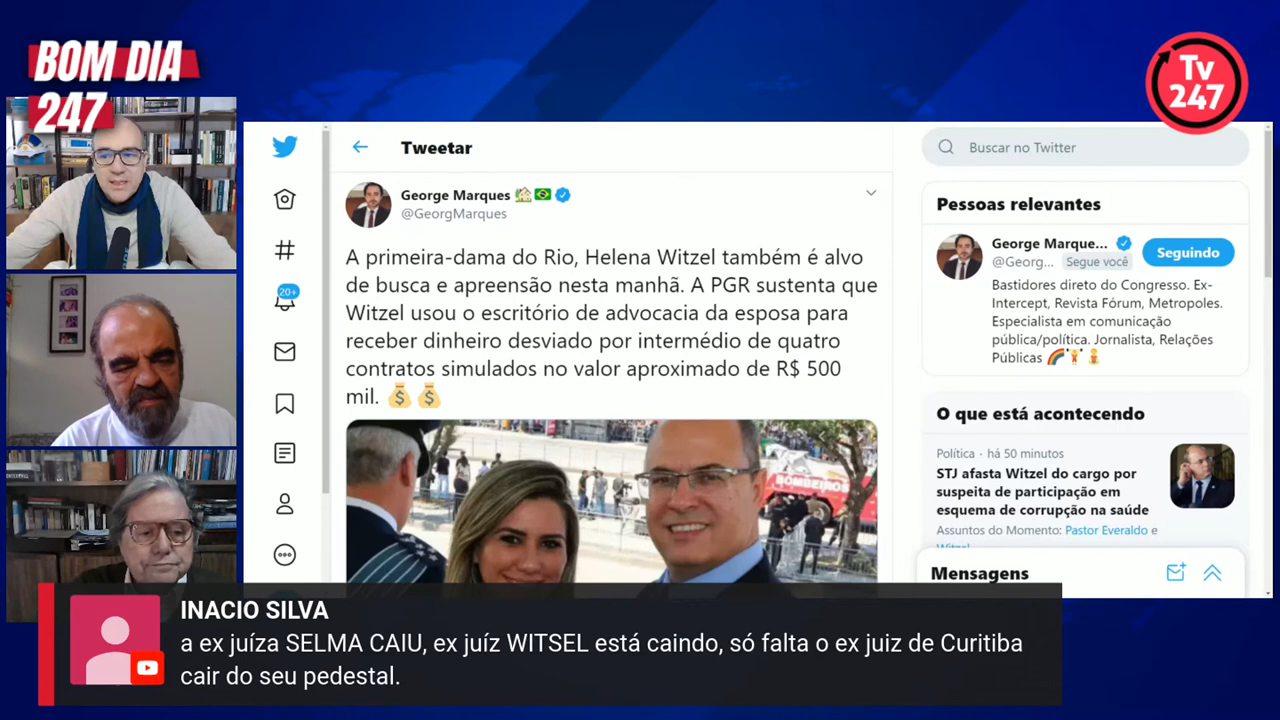 BOM DIA
247
Tv
247
Tweetar
George Marques
@GeorgMarques
A primeira-dama do Rio, Helena Witzel também é alvo
de busca e apreensão nesta manhã. A PGR sustenta que
Witzel usou o escritório de advocacia da esposa para
receber dinheiro desviado por intermédio de quatro
contratos simulados no valor aproximado de R$ 500
mil.
20+
BOMBEIROS
Buscar no Twitter
Pessoas relevantes
George Marque...
@Georg... Segue você
Seguindo
Bastidores direto do Congresso. Ex-
Intercept, Revista Fórum, Metropoles.
Especialista em comunicação
pública/política. Jornalista, Relações
Públicas
O que está acontecendo
Política · há 50 minutos
STJ afasta Witzel do cargo por
suspeita de participação em
esquema de corrupção na saúde
Assuntos do Momento: Pastor Everaldo e
Witzel
Mensagens
INACIO SILVA
a ex juíza SELMA CAIU, ex juíz WITSEL está caindo, só falta o ex juiz de Curitiba
cair do seu pedestal.